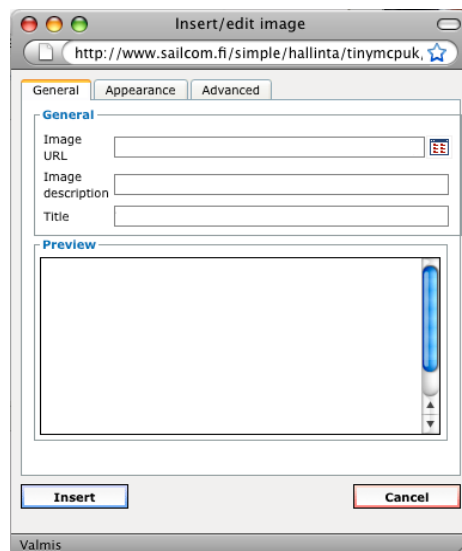 Insert/edit image
http://www.sailcom.fi/simple/hallinta/tinymcpuk,
General Appearance Advanced
General
Image
URL
Image
description
Title
Preview
Insert Cancel
Valmis